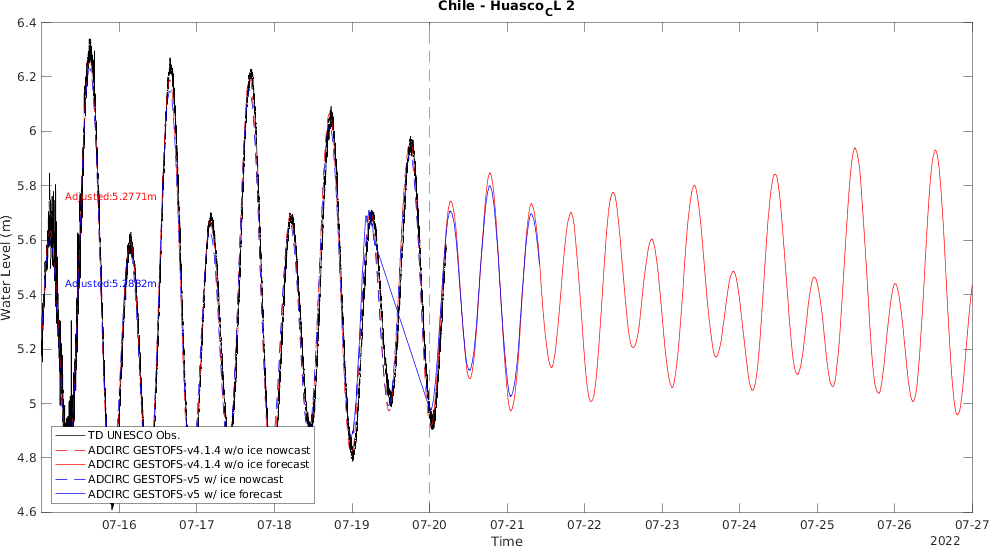 Chile - Huasco_CL 2
6.4
6.2
6
5.8
5.6
5.4
5.2
5
4.8
4.6
Water Level (m)
Adjusted:5.2771m
Adjusted:5.2882m
TD UNESCO Obs.
ADCIRC GESTOFS-v4.1.4 w/o ice nowcast
ADCIRC GESTOFS-v4.1.4 w/o ice forecast
ADCIRC GESTOFS-v5 w/ ice nowcast
ADCIRC GESTOFS-v5 w/ ice forecast
07-16 07-17 07-18 07-19 07-20 07-21 07-22 07-23 07-24 07-25 07-26 07-27
Time
2022